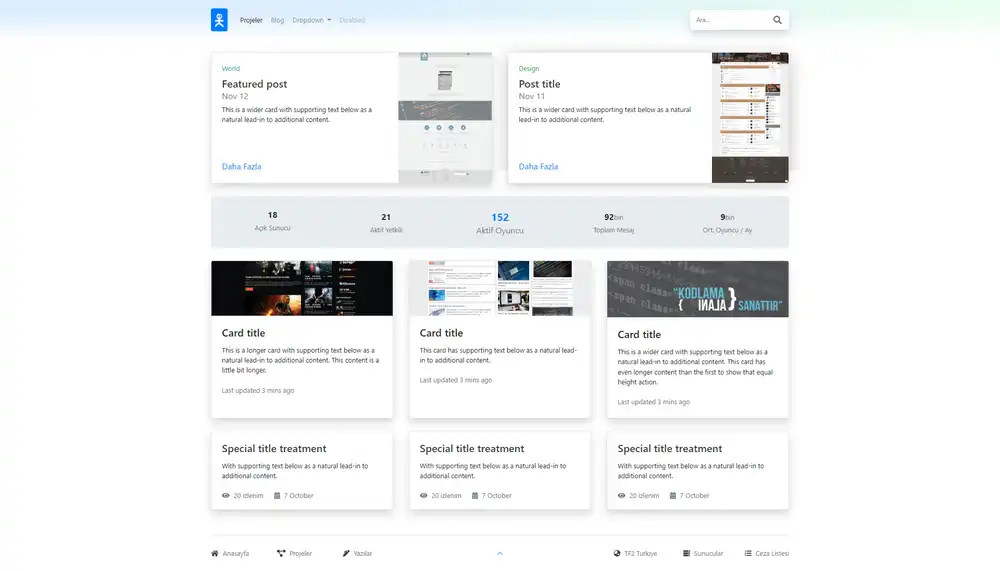 Projeler Blog Dropdown Disabled
Ara...
World
Featured post
Nov 12
This is a wider card with supporting text below as a
natural lead-in to additional content.
Daha Fazla
Design
Post title
Nov 11
This is a wider card with supporting text below as a
natural lead-in to additional content.
Daha Fazla
18
Açık Sunucu
21
Aktif Yetkili
152
Aktif Oyuncu
92bin
Toplam Mesaj
9bin
Ort. Oyuncu / Ay
Card title
This is a longer card with supporting text below as a
natural lead-in to additional content. This content is a
little bit longer.
Last updated 3 mins ago
Card title
This card has supporting text below as a natural lead-
in to additional content.
Last updated 3 mins ago
<span class=
"KODLAMA
{ İNAJALA } SANATTIR"
Card title
This is a wider card with supporting text below as a
natural lead-in to additional content. This card has
even longer content than the first to show that equal
height action.
Last updated 3 mins ago
Special title treatment
With supporting text below as a natural lead-in to
additional content.
20 izlenim 7 October
Special title treatment
With supporting text below as a natural lead-in to
additional content.
20 izlenim 7 October
Special title treatment
With supporting text below as a natural lead-in to
additional content.
20 izlenim 7 October
Anasayfa Projeler Yazılar
TF2 Turkiye Sunucular Ceza Listesi